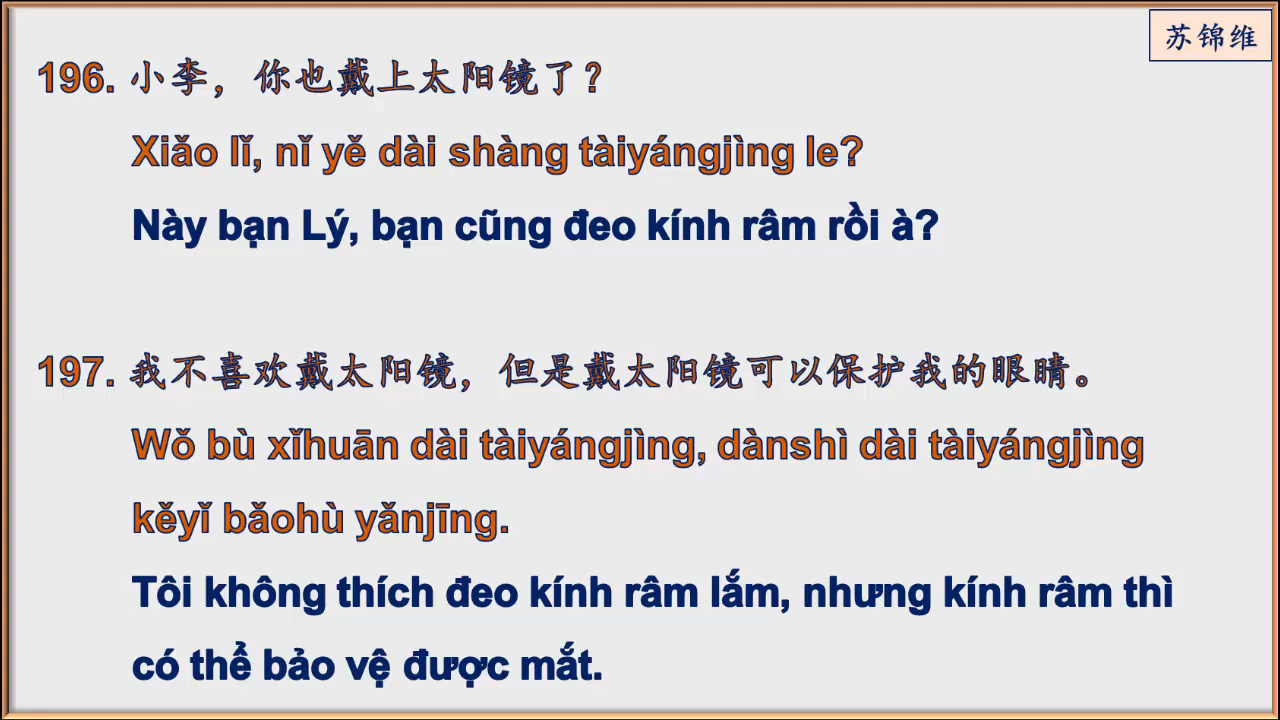 苏锦维
196. 小李，你也戴上太阳镜了？
Xiǎo lǐ, nǐ yě dài shàng tàiyángjìng le?
Này bạn Lý, bạn cũng đeo kính râm rồi à?
197. 我不喜欢戴太阳镜，但是戴太阳镜可以保护我的眼睛。
Wǒ bù xǐhuān dài tàiyángjìng, dànshì dài tàiyángjìng
kěyǐ bǎohù yǎnjīng.
Tôi không thích đeo kính râm lắm, nhưng kính râm thì
có thể bảo vệ được mắt.